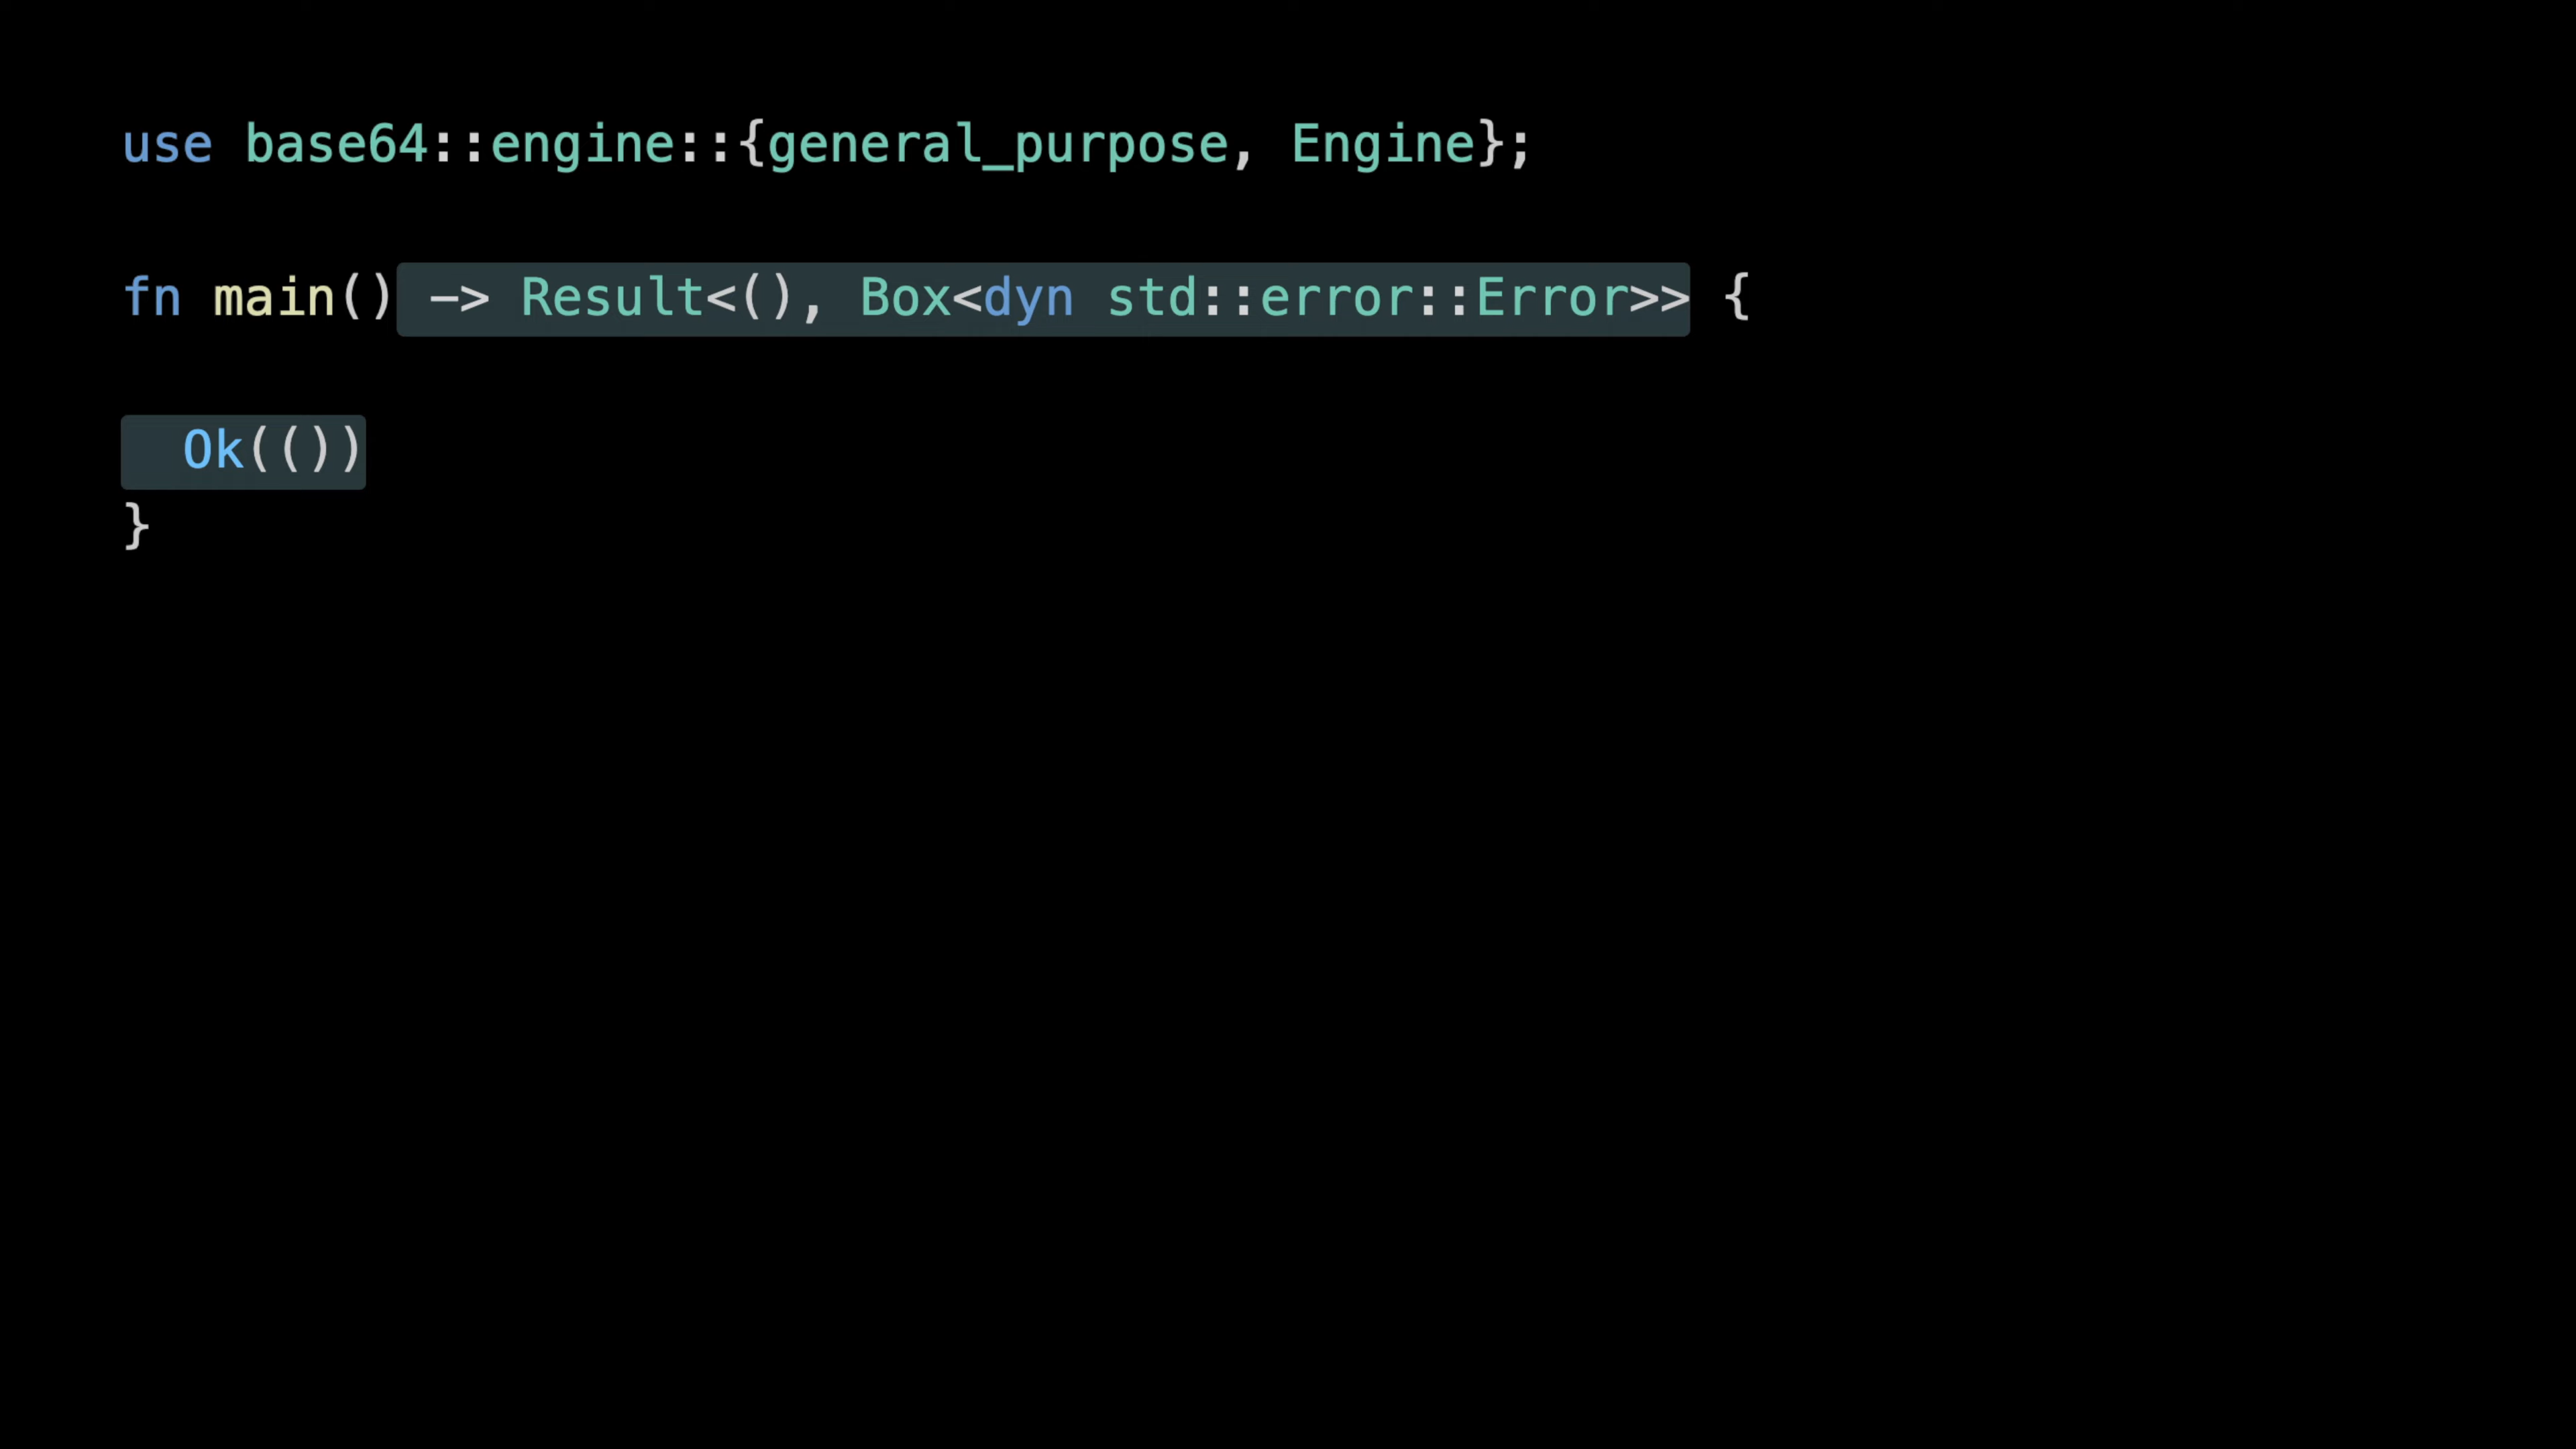 use base64::engine::{general_purpose, Engine};
fn main() -> Result<(), Box<dyn std::error::Error>> {
  Ok(())
}